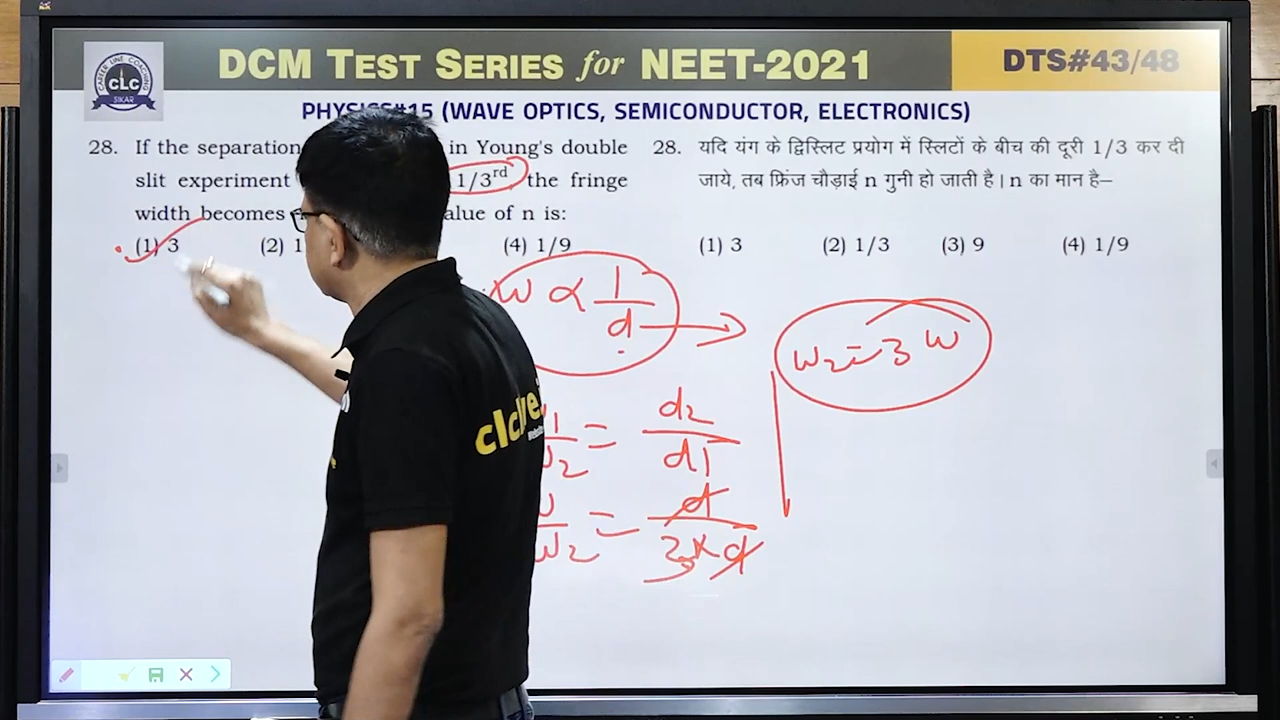 DCM TEST SERIES for NEET-2021
DTS#43/48
CAREER LINE COACHING
CLC
SIKAR
PHYSICS#15 (WAVE OPTICS, SEMICONDUCTOR, ELECTRONICS)
28. If the separation in Young's double
slit experiment 1/3rd, the fringe
width becomes value of n is:
(1) 3 (2) (4) 1/9
28. यदि यंग के द्विस्लिट प्रयोग में स्लिटों के बीच की दूरी 1/3 कर दी
जाये, तब फ्रिंज चौड़ाई n गुनी हो जाती है। n का मान है–
(1) 3 (2) 1/3 (3) 9 (4) 1/9
W ∝ 1/d
W2 = 3 W
= d2/d1
= d/3×d
clc